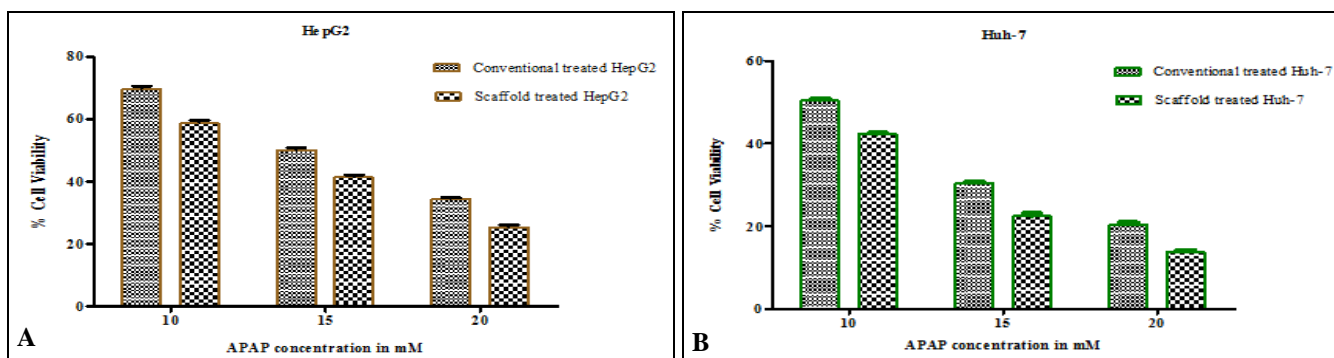 HepG2
Conventional treated HepG2
Scaffold treated HepG2
% Cell Viability
80
60
40
20
0
10 15 20
APAP concentration in mM
A
Huh-7
Conventional treated Huh-7
Scaffold treated Huh-7
% Cell Viability
60
40
20
0
10 15 20
APAP concentration in mM
B